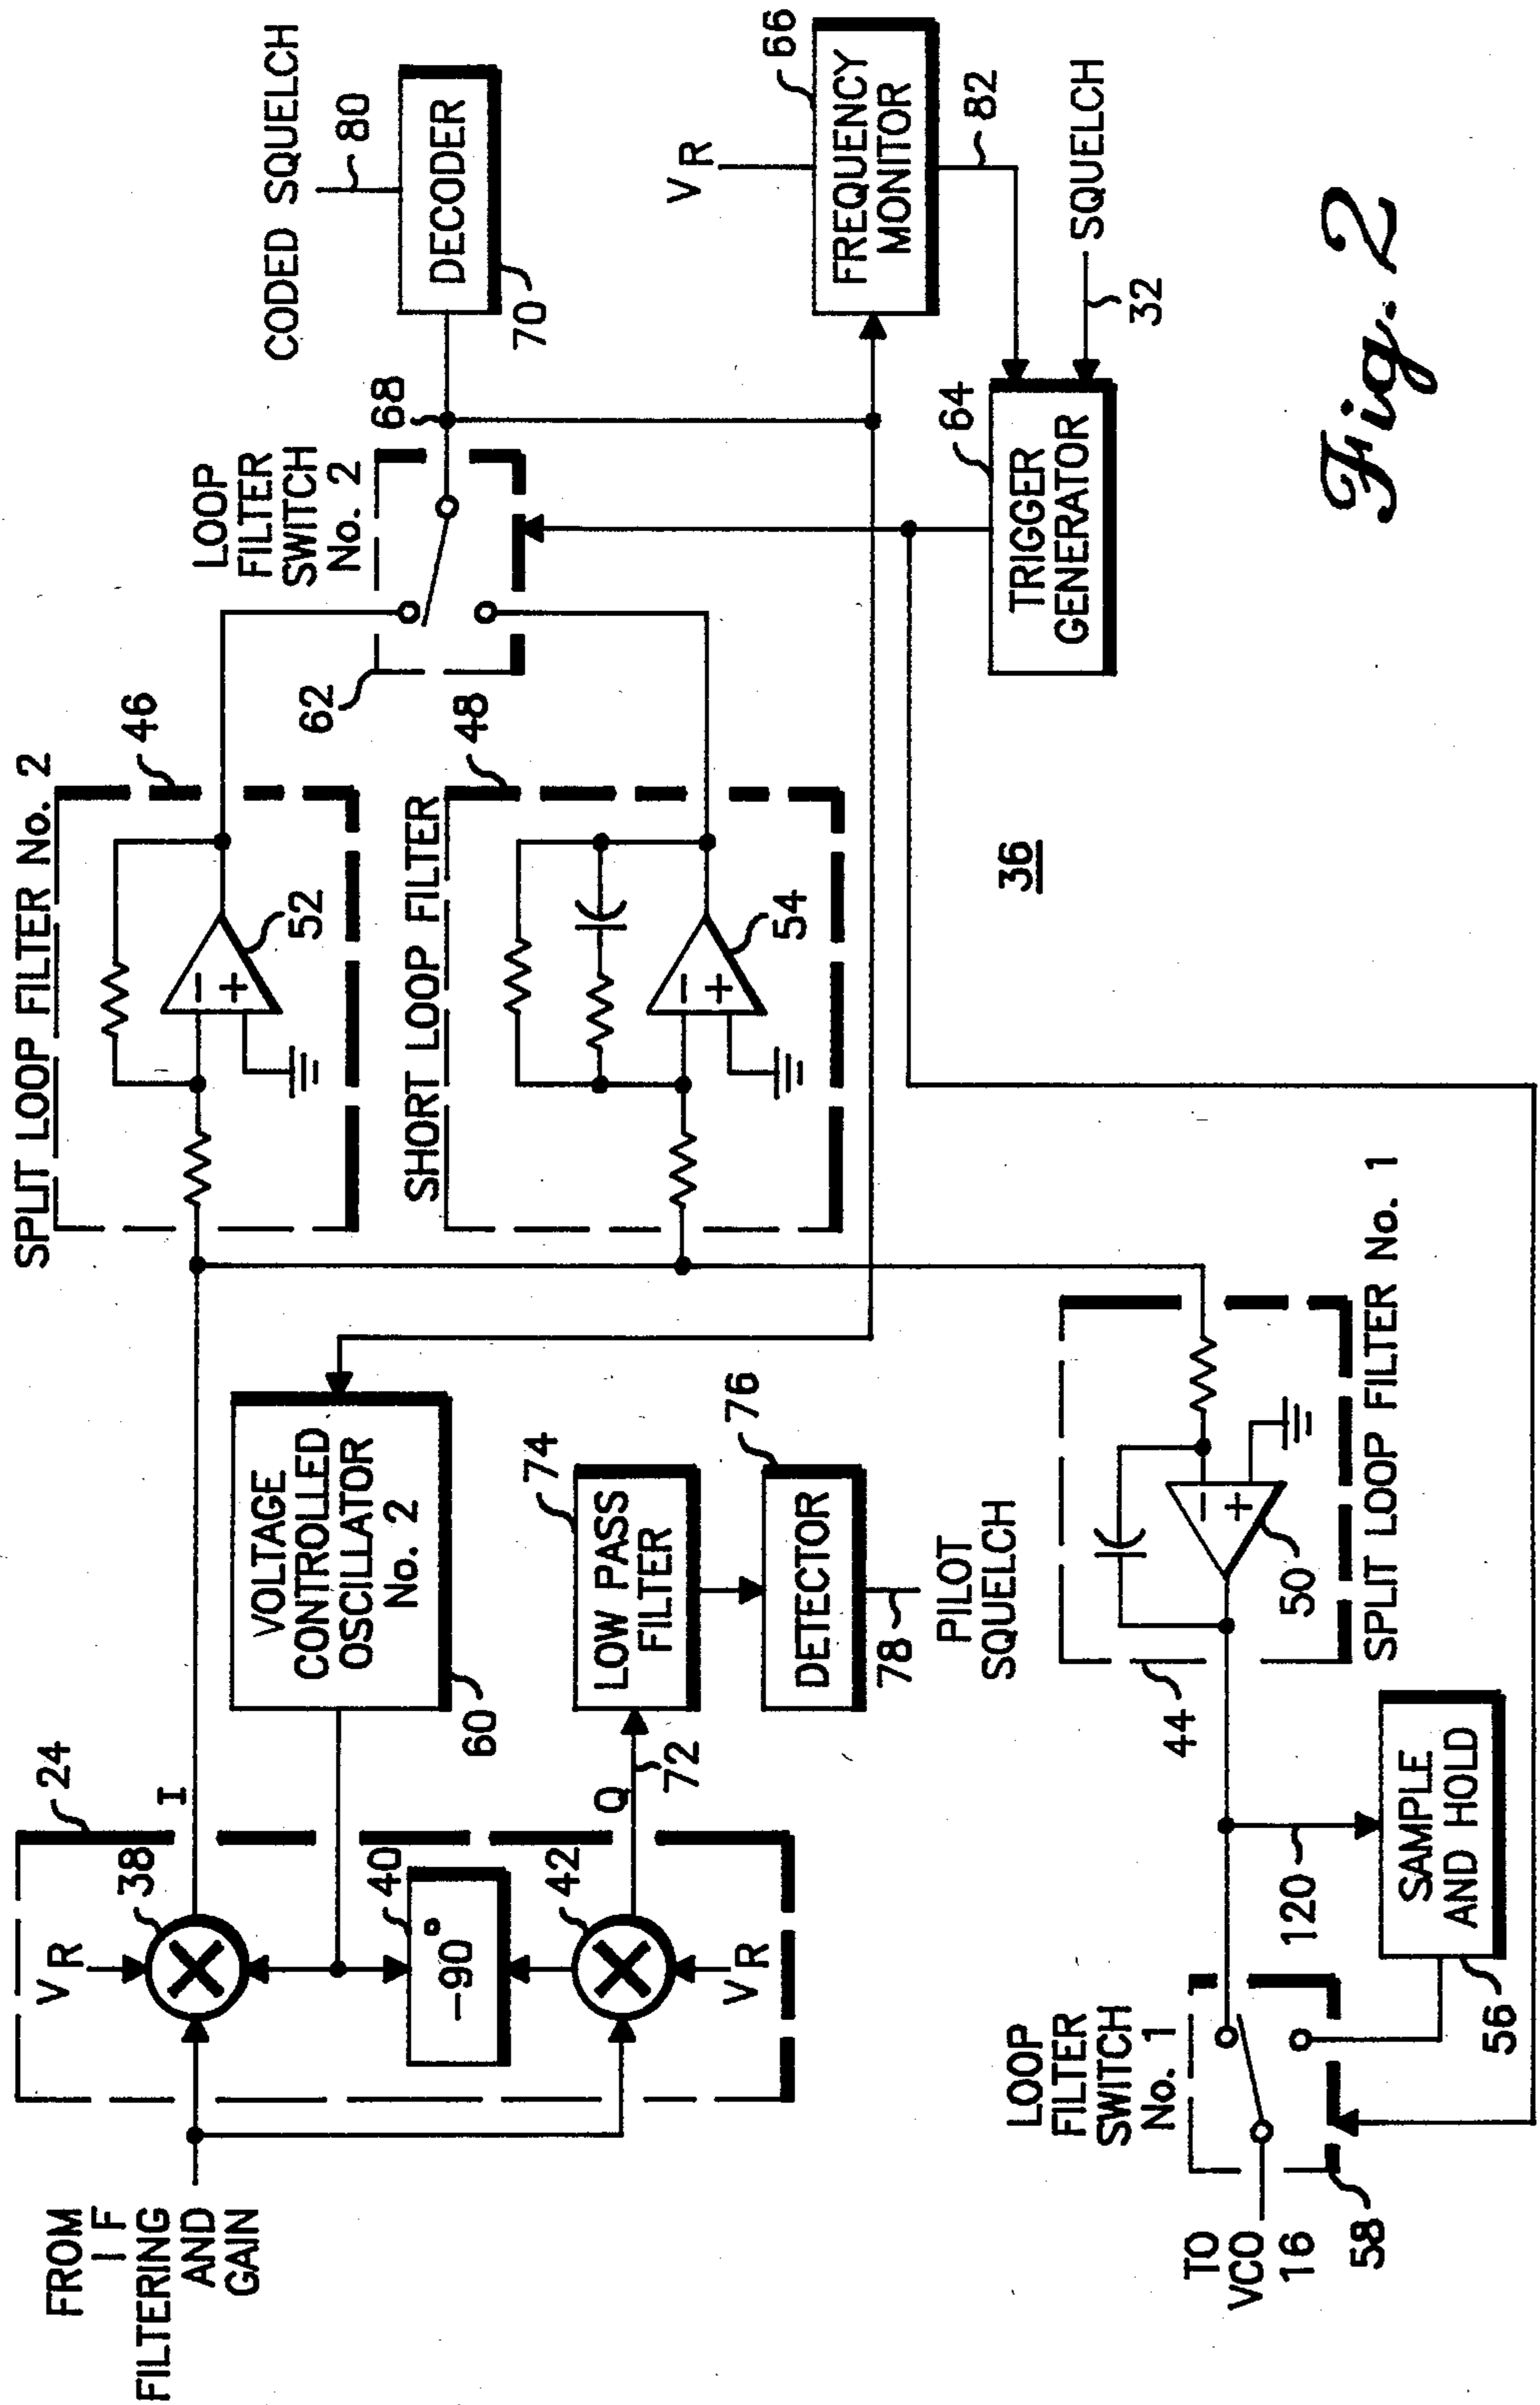 FROM
I F
FILTERING
AND
GAIN
24
V R
38
I
40
-90°
42
Q
72
V R
VOLTAGE
CONTROLLED
OSCILLATOR
No. 2
60
74
LOW PASS
FILTER
76
DETECTOR
78
PILOT
SQUELCH
SPLIT LOOP FILTER No. 2
46
-
+
52
SHORT LOOP FILTER
48
-
+
54
LOOP
FILTER
SWITCH
No. 2
62
68
CODED SQUELCH
80
DECODER
70
V R
66
FREQUENCY
MONITOR
82
SQUELCH
32
64
TRIGGER
GENERATOR
36
LOOP
FILTER
SWITCH
No. 1
TO
VCO
16
58
120
SAMPLE
AND HOLD
56
44
-
+
50
SPLIT LOOP FILTER No. 1
Fig. 2